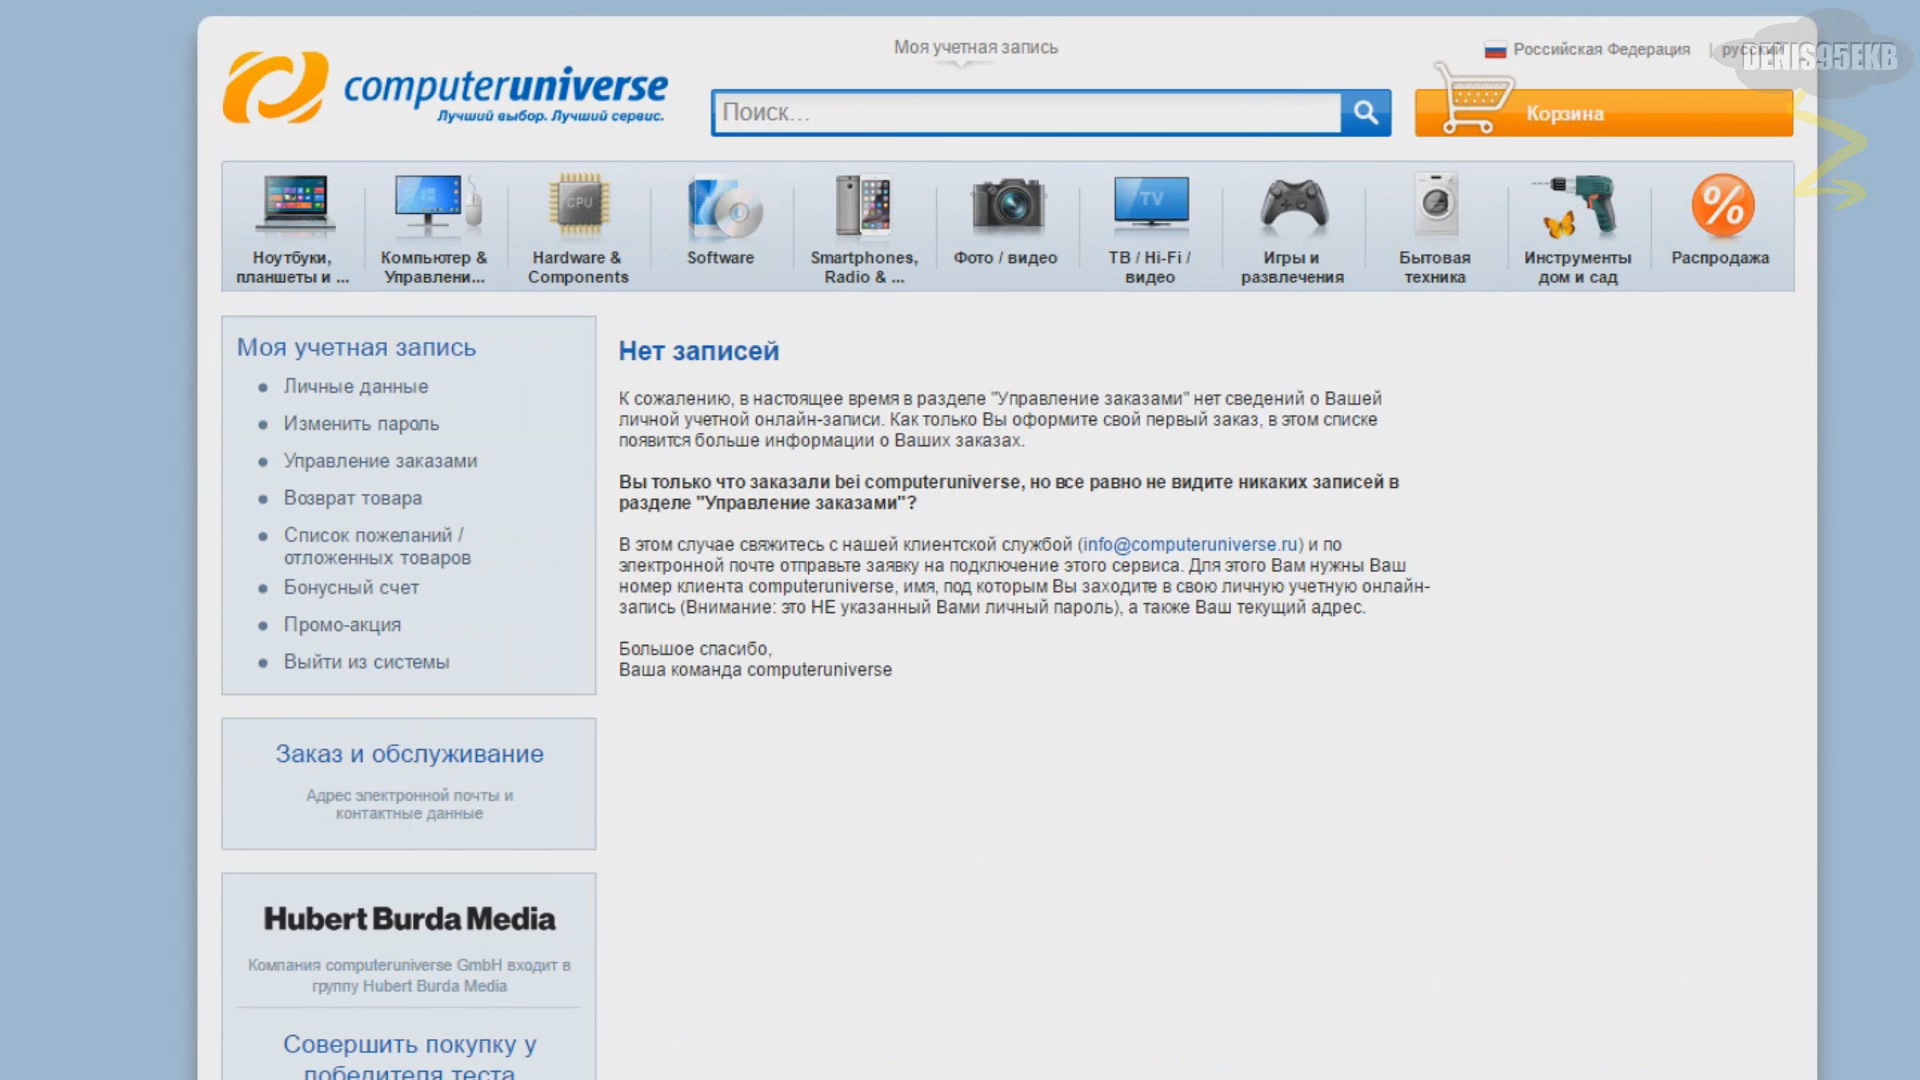 Моя учетная запись
Российская Федерация | русский
DENIS95EKB
computeruniverse
Лучший выбор. Лучший сервис.
Поиск...
Корзина
CPU
TV
%
Ноутбуки,
планшеты и ...
Компьютер &
Управлени...
Hardware &
Components
Software
Smartphones,
Radio & ...
Фото / видео
ТВ / Hi-Fi /
видео
Игры и
развлечения
Бытовая
техника
Инструменты
дом и сад
Распродажа
Моя учетная запись
Личные данные
Изменить пароль
Управление заказами
Возврат товара
Список пожеланий /
отложенных товаров
Бонусный счет
Промо-акция
Выйти из системы
Нет записей
К сожалению, в настоящее время в разделе "Управление заказами" нет сведений о Вашей
личной учетной онлайн-записи. Как только Вы оформите свой первый заказ, в этом списке
появится больше информации о Ваших заказах.
Вы только что заказали bei computeruniverse, но все равно не видите никаких записей в
разделе "Управление заказами"?
В этом случае свяжитесь с нашей клиентской службой (info@computeruniverse.ru) и по
электронной почте отправьте заявку на подключение этого сервиса. Для этого Вам нужны Ваш
номер клиента computeruniverse, имя, под которым Вы заходите в свою личную учетную онлайн-
запись (Внимание: это НЕ указанный Вами личный пароль), а также Ваш текущий адрес.
Большое спасибо,
Ваша команда computeruniverse
Заказ и обслуживание
Адрес электронной почты и
контактные данные
Hubert Burda Media
Компания computeruniverse GmbH входит в
группу Hubert Burda Media
Совершить покупку у
победителя теста